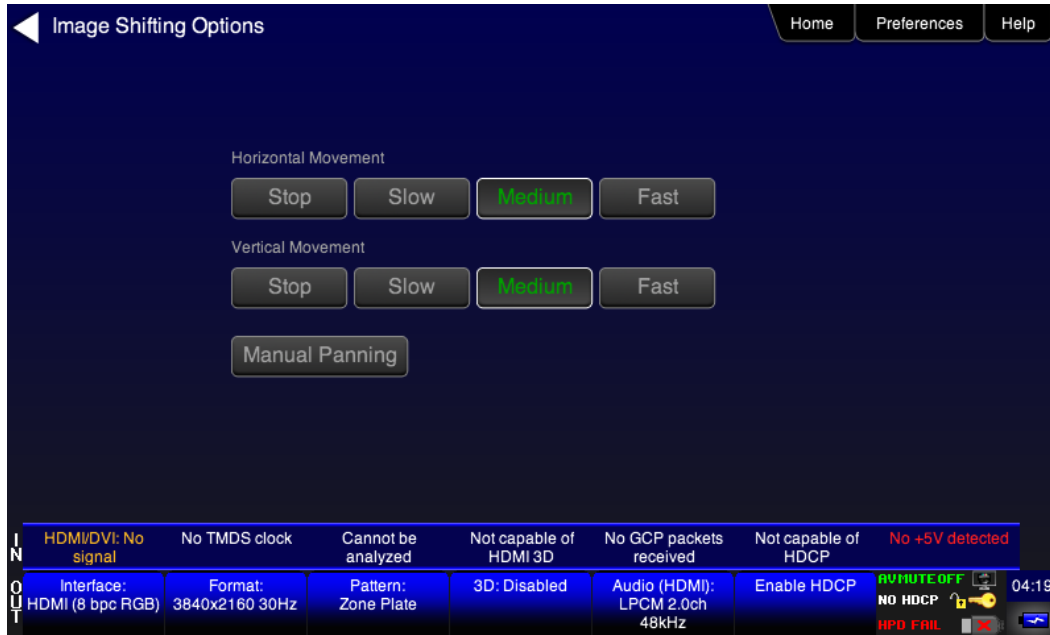 Image Shifting Options
Home
Preferences
Help
Horizontal Movement
Stop
Slow
Medium
Fast
Vertical Movement
Stop
Slow
Medium
Fast
Manual Panning
IN
HDMI/DVI: No
signal
No TMDS clock
Cannot be
analyzed
Not capable of
HDMI 3D
No GCP packets
received
Not capable of
HDCP
No +5V detected
OUT
Interface:
HDMI (8 bpc RGB)
Format:
3840x2160 30Hz
Pattern:
Zone Plate
3D: Disabled
Audio (HDMI):
LPCM 2.0ch
48kHz
Enable HDCP
AVMUTE OFF
NO HDCP
HPD FAIL
04:19